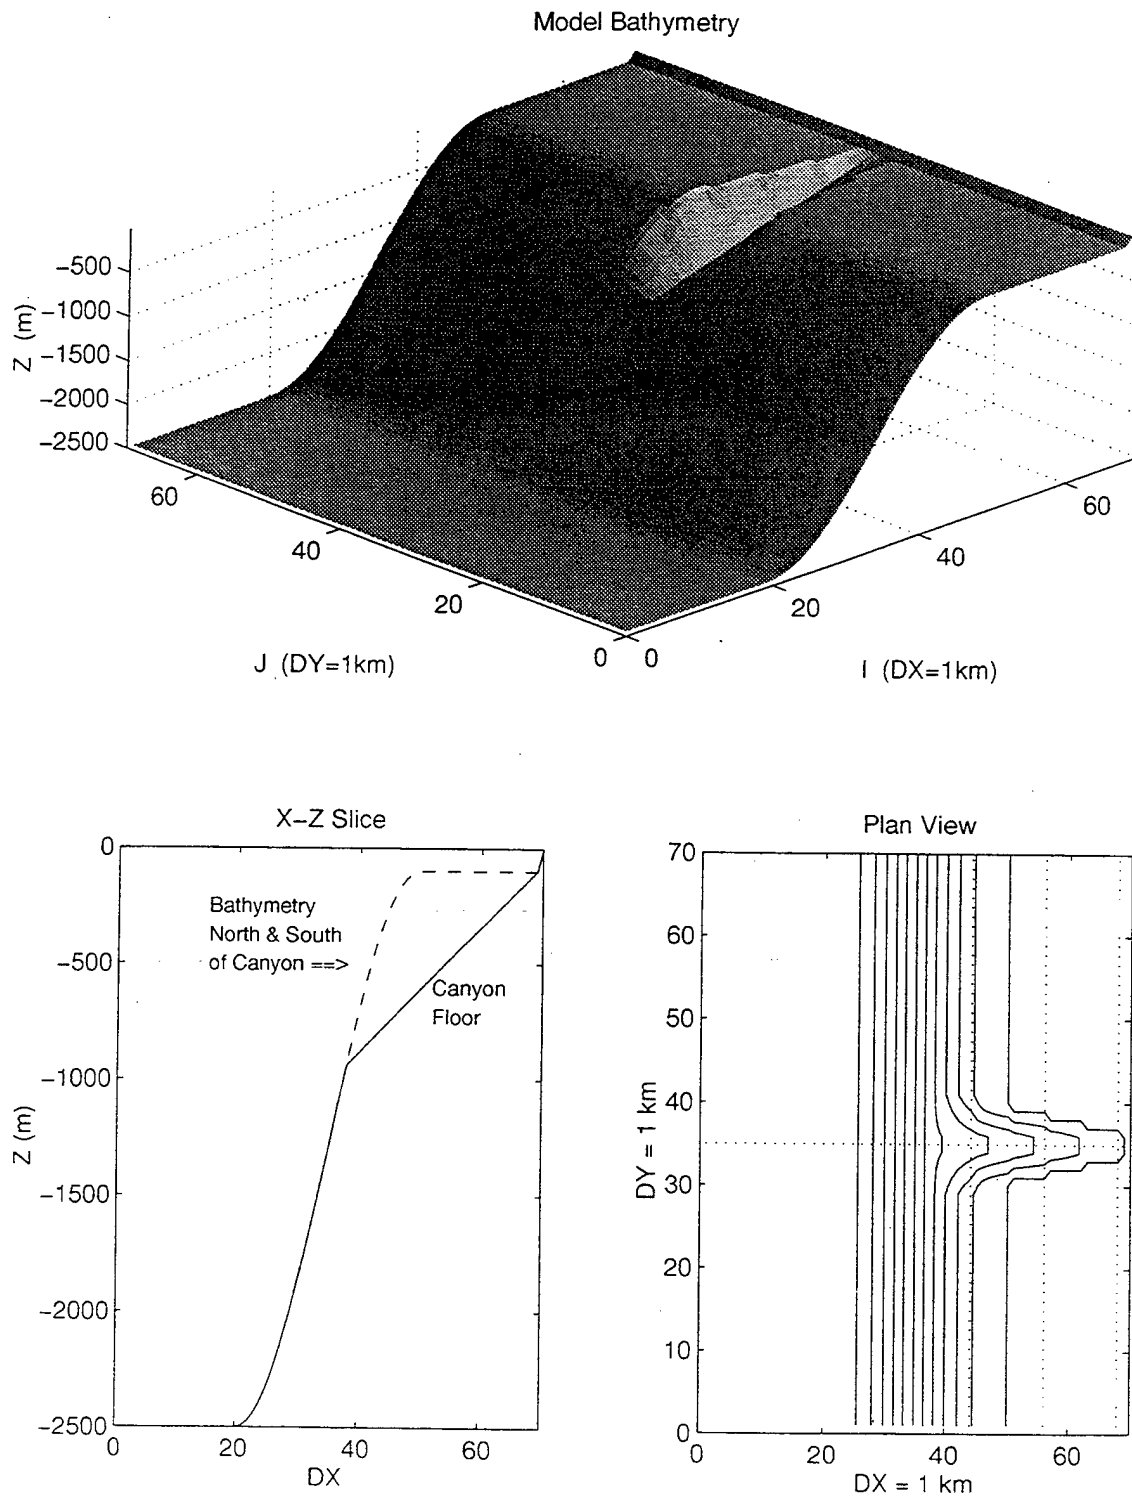 Model Bathymetry
Z (m)
−500
−1000
−1500
−2000
−2500
60
40
20
0
0
20
40
60
J (DY=1km)
I (DX=1km)
X−Z Slice
0
−500
−1000
−1500
−2000
−2500
Z (m)
Bathymetry
North & South
of Canyon ==>
Canyon
Floor
0
20
40
60
DX
Plan View
70
60
50
40
30
20
10
0
DY = 1 km
0
20
40
60
DX = 1 km